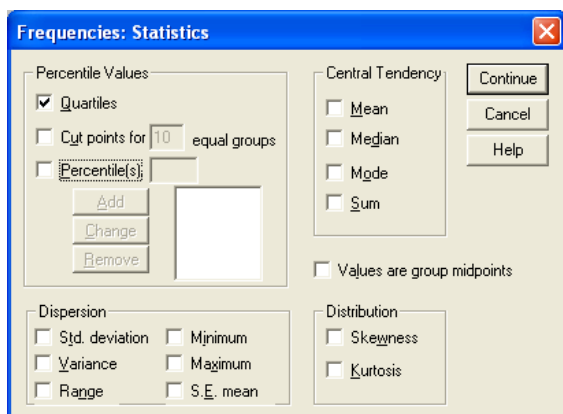 Frequencies: Statistics
Percentile Values
Quartiles
Cut points for 10 equal groups
Percentile(s):
Add
Change
Remove
Central Tendency
Mean
Median
Mode
Sum
Continue
Cancel
Help
Values are group midpoints
Dispersion
Std. deviation Minimum
Variance Maximum
Range S.E. mean
Distribution
Skewness
Kurtosis